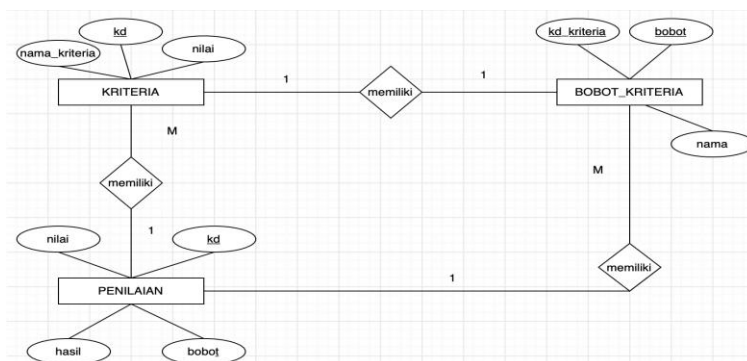 kd
kd_kriteria
bobot
nama_kriteria
nilai
KRITERIA
1
memiliki
1
BOBOT_KRITERIA
nama
M
M
memiliki
nilai
1
kd
memiliki
PENILAIAN
1
hasil
bobot